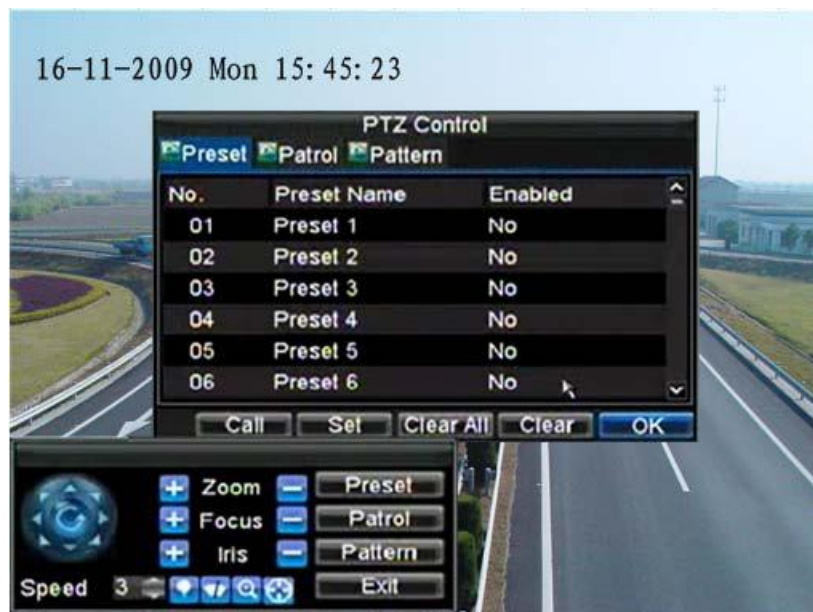 16-11-2009 Mon 15:45:23
PTZ Control
Preset Patrol Pattern
No. Preset Name Enabled
01 Preset 1 No
02 Preset 2 No
03 Preset 3 No
04 Preset 4 No
05 Preset 5 No
06 Preset 6 No
Call Set Clear All Clear OK
Zoom Preset
Focus Patrol
Iris Pattern
Speed 3 Exit